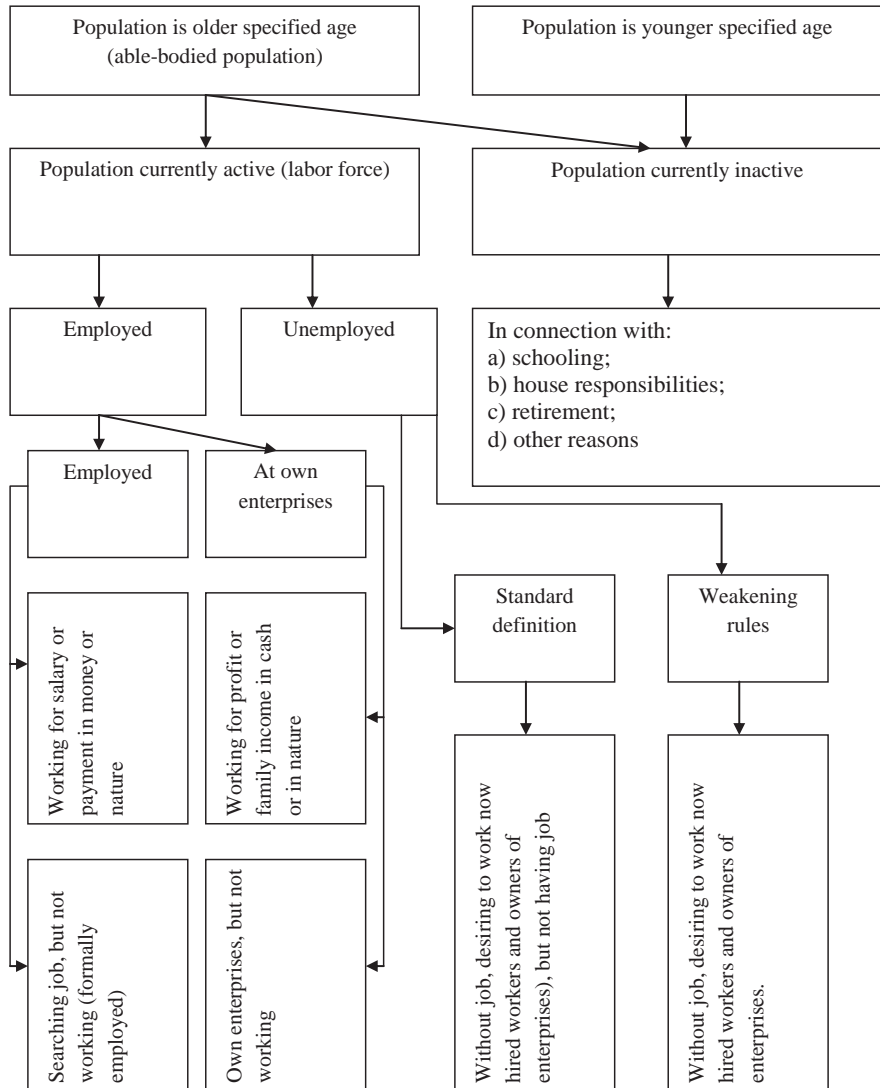 Population is older specified age
(able-bodied population)
Population is younger specified age
Population currently active (labor force)
Population currently inactive
Employed
Unemployed
In connection with:
a) schooling;
b) house responsibilities;
c) retirement;
d) other reasons
Employed
At own
enterprises
Standard
definition
Weakening
rules
Working for salary or
payment in money or
nature
Working for profit or
family income in cash
or in nature
Searching job, but not
working (formally
employed)
Own enterprises, but not
working
Without job, desiring to work now
hired workers and owners of
enterprises), but not having job
Without job, desiring to work now
hired workers and owners of
enterprises.